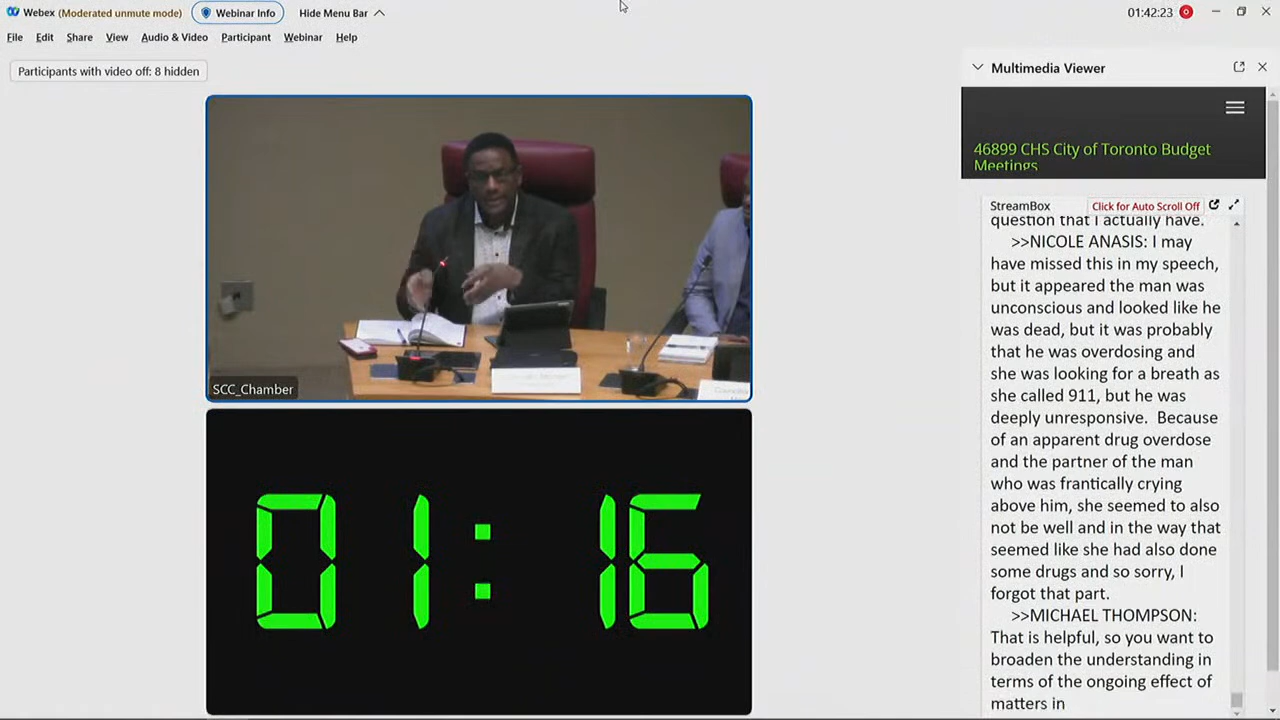 Webex (Moderated unmute mode) Webinar Info Hide Menu Bar 01:42:23
File Edit Share View Audio & Video Participant Webinar Help
Participants with video off: 8 hidden
SCC_Chamber
01:16
Multimedia Viewer
46899 CHS City of Toronto Budget
Meetings
StreamBox Click for Auto Scroll Off
question that I actually have.
>>NICOLE ANASIS: I may
have missed this in my speech,
but it appeared the man was
unconscious and looked like he
was dead, but it was probably
that he was overdosing and
she was looking for a breath as
she called 911, but he was
deeply unresponsive. Because
of an apparent drug overdose
and the partner of the man
who was frantically crying
above him, she seemed to also
not be well and in the way that
seemed like she had also done
some drugs and so sorry, I
forgot that part.
>>MICHAEL THOMPSON:
That is helpful, so you want to
broaden the understanding in
terms of the ongoing effect of
matters in